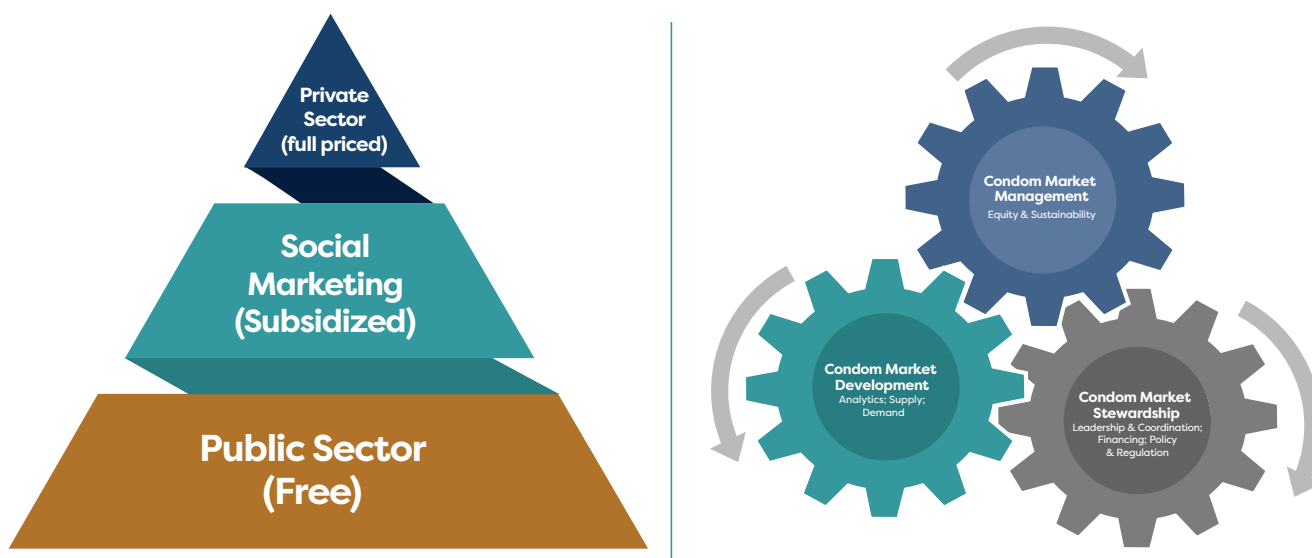 Private
Sector
(full priced)
Social
Marketing
(Subsidized)
Public Sector
(Free)
Condom Market
Management
Equity & Sustainability
Condom Market
Development
Analytics; Supply;
Demand
Condom Market
Stewardship
Leadership & Coordination;
Financing; Policy
& Regulation